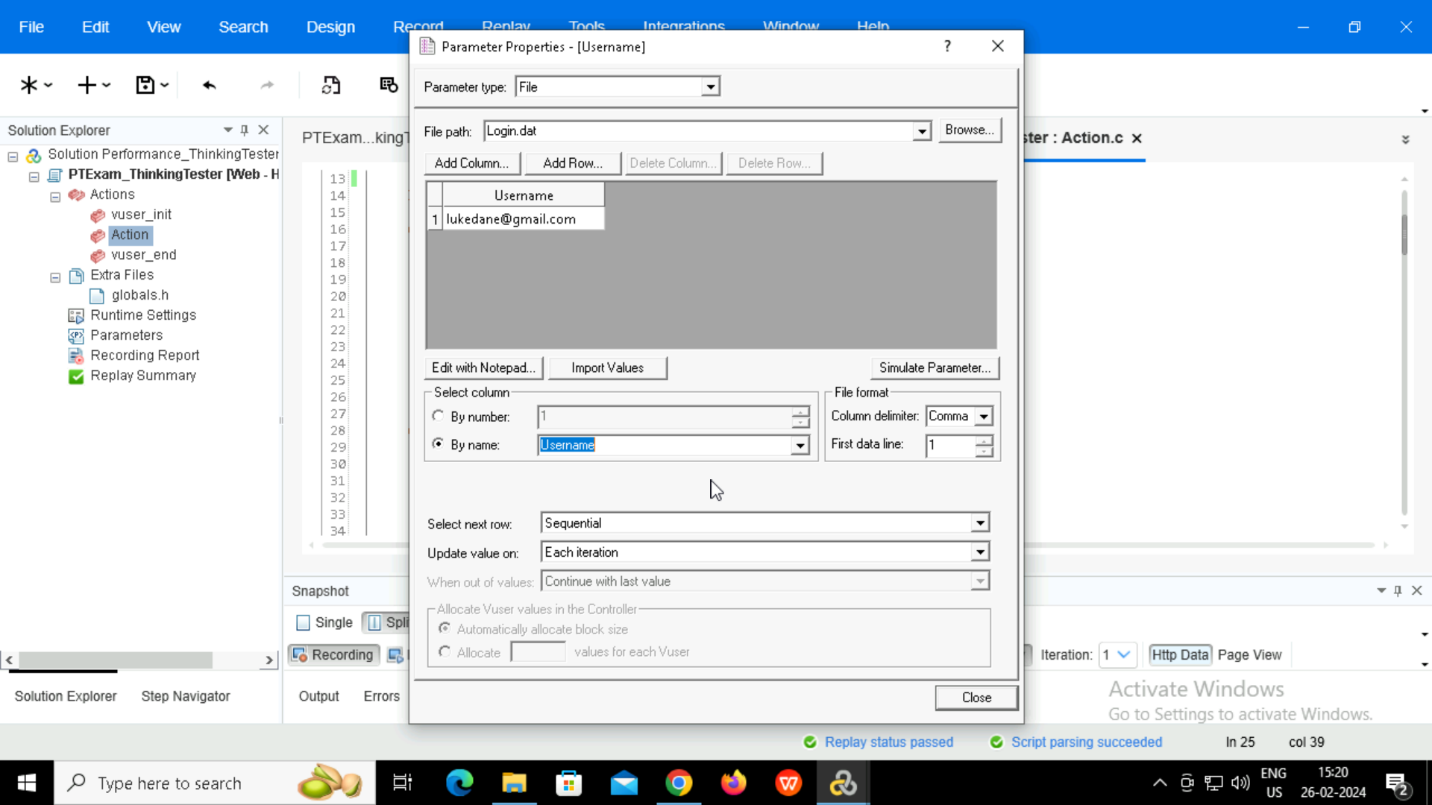 File Edit View Search Design Record Replay Tools Integrations Window Help
Parameter Properties - [Username]
?
Parameter type: File
Solution Explorer
PTExam...kingT
ster : Action.c
File path: Login.dat Browse...
Solution Performance_ThinkingTester
Add Column... Add Row... Delete Column... Delete Row...
PTExam_ThinkingTester [Web - H
Actions
vuser_init
Action
vuser_end
Extra Files
globals.h
Runtime Settings
Parameters
Recording Report
Replay Summary
13
14
15
16
17
18
19
20
21
22
23
24
25
26
27
28
29
30
31
32
33
34
Username
1 lukedane@gmail.com
Edit with Notepad... Import Values Simulate Parameter...
Select column
By number: 1
By name: Username
File format
Column delimiter: Comma
First data line: 1
Select next row: Sequential
Update value on: Each iteration
When out of values: Continue with last value
Allocate Vuser values in the Controller
Automatically allocate block size
Allocate values for each Vuser
Close
Snapshot
Single Spli
Recording
Iteration: 1 Http Data Page View
Solution Explorer Step Navigator Output Errors
Activate Windows
Go to Settings to activate Windows.
Replay status passed Script parsing succeeded ln 25 col 39
Type here to search
ENG
US
15:20
26-02-2024
2